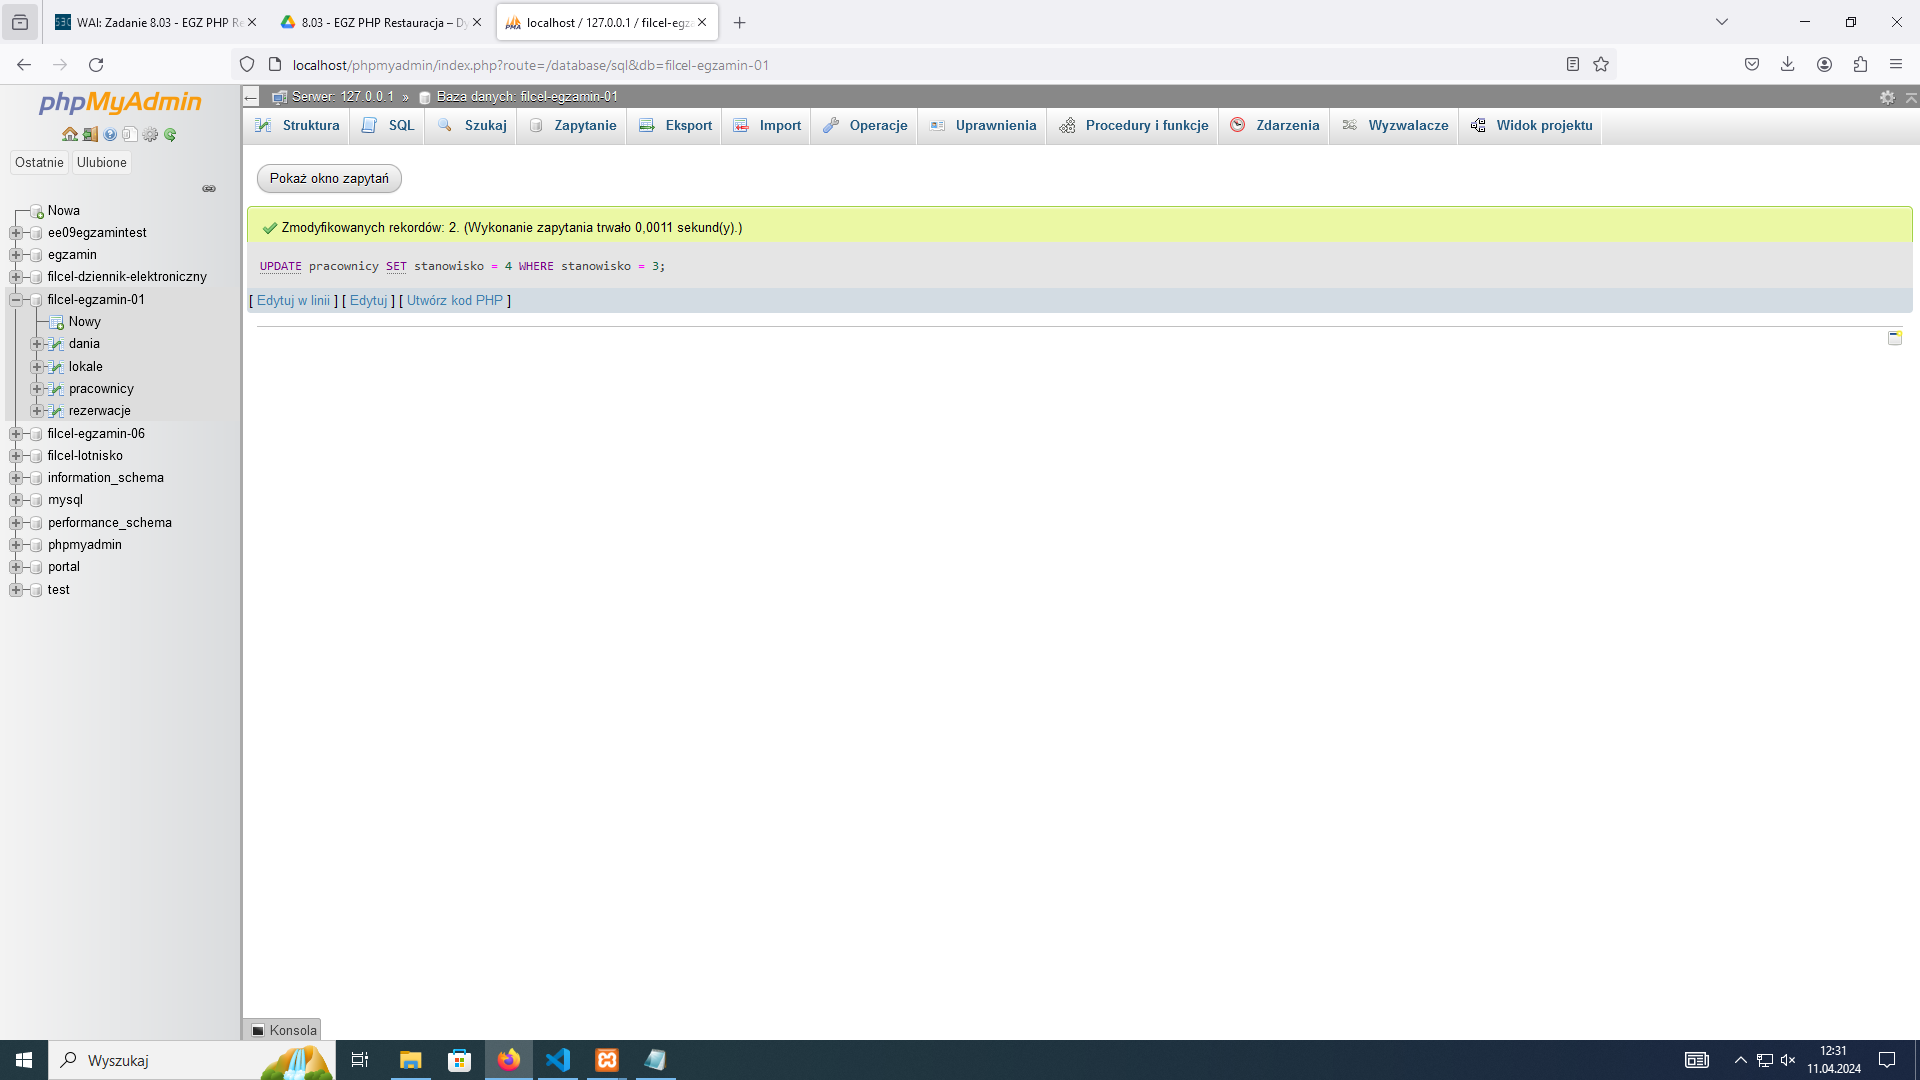 WAI: Zadanie 8.03 - EGZ PHP Re
8.03 - EGZ PHP Restauracja – Dy
localhost / 127.0.0.1 / filcel-egz
localhost/phpmyadmin/index.php?route=/database/sql&db=filcel-egzamin-01
phpMyAdmin
Ostatnie
Ulubione
Nowa
ee09egzamintest
egzamin
filcel-dziennik-elektroniczny
filcel-egzamin-01
Nowy
dania
lokale
pracownicy
rezerwacje
filcel-egzamin-06
filcel-lotnisko
information_schema
mysql
performance_schema
phpmyadmin
portal
test
Serwer: 127.0.0.1 » Baza danych: filcel-egzamin-01
Struktura SQL Szukaj Zapytanie Eksport Import Operacje Uprawnienia Procedury i funkcje Zdarzenia Wyzwalacze Widok projektu
Pokaż okno zapytań
Zmodyfikowanych rekordów: 2. (Wykonanie zapytania trwało 0,0011 sekund(y).)
UPDATE pracownicy SET stanowisko = 4 WHERE stanowisko = 3;
[ Edytuj w linii ] [ Edytuj ] [ Utwórz kod PHP ]
Konsola
Wyszukaj
12:31
11.04.2024